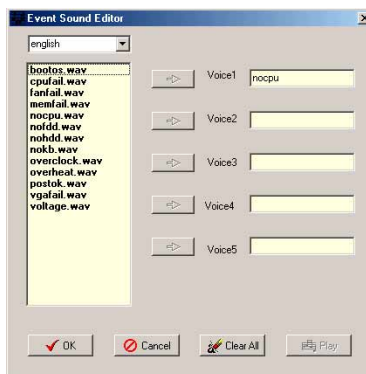 Event Sound Editor
english
bootos.wav
cpufail.wav
fanfail.wav
memfail.wav
nocpu.wav
nofdd.wav
nohdd.wav
nokb.wav
overclock.wav
overheat.wav
postok.wav
vgafail.wav
voltage.wav
Voice1 nocpu
Voice2
Voice3
Voice4
Voice5
OK Cancel Clear All Play